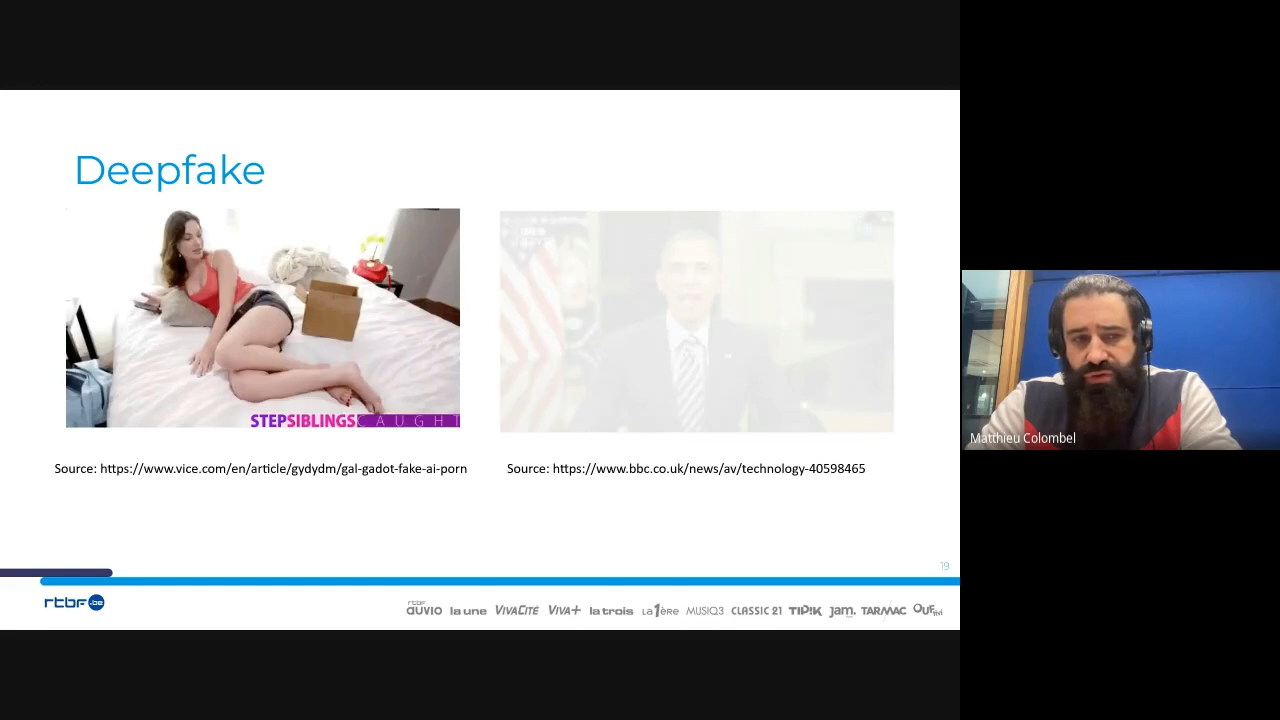 Deepfake
STEPSIBLINGSCAUGHT
Source: https://www.vice.com/en/article/gydydm/gal-gadot-fake-ai-porn
Source: https://www.bbc.co.uk/news/av/technology-40598465
Matthieu Colombel
19
rtbf.be
rtbf auvio la une VIVACITÉ VIVA+ la trois LA 1ère MUSIQ3 CLASSIC 21 TIPIK jam. TARMAC OUFtivi